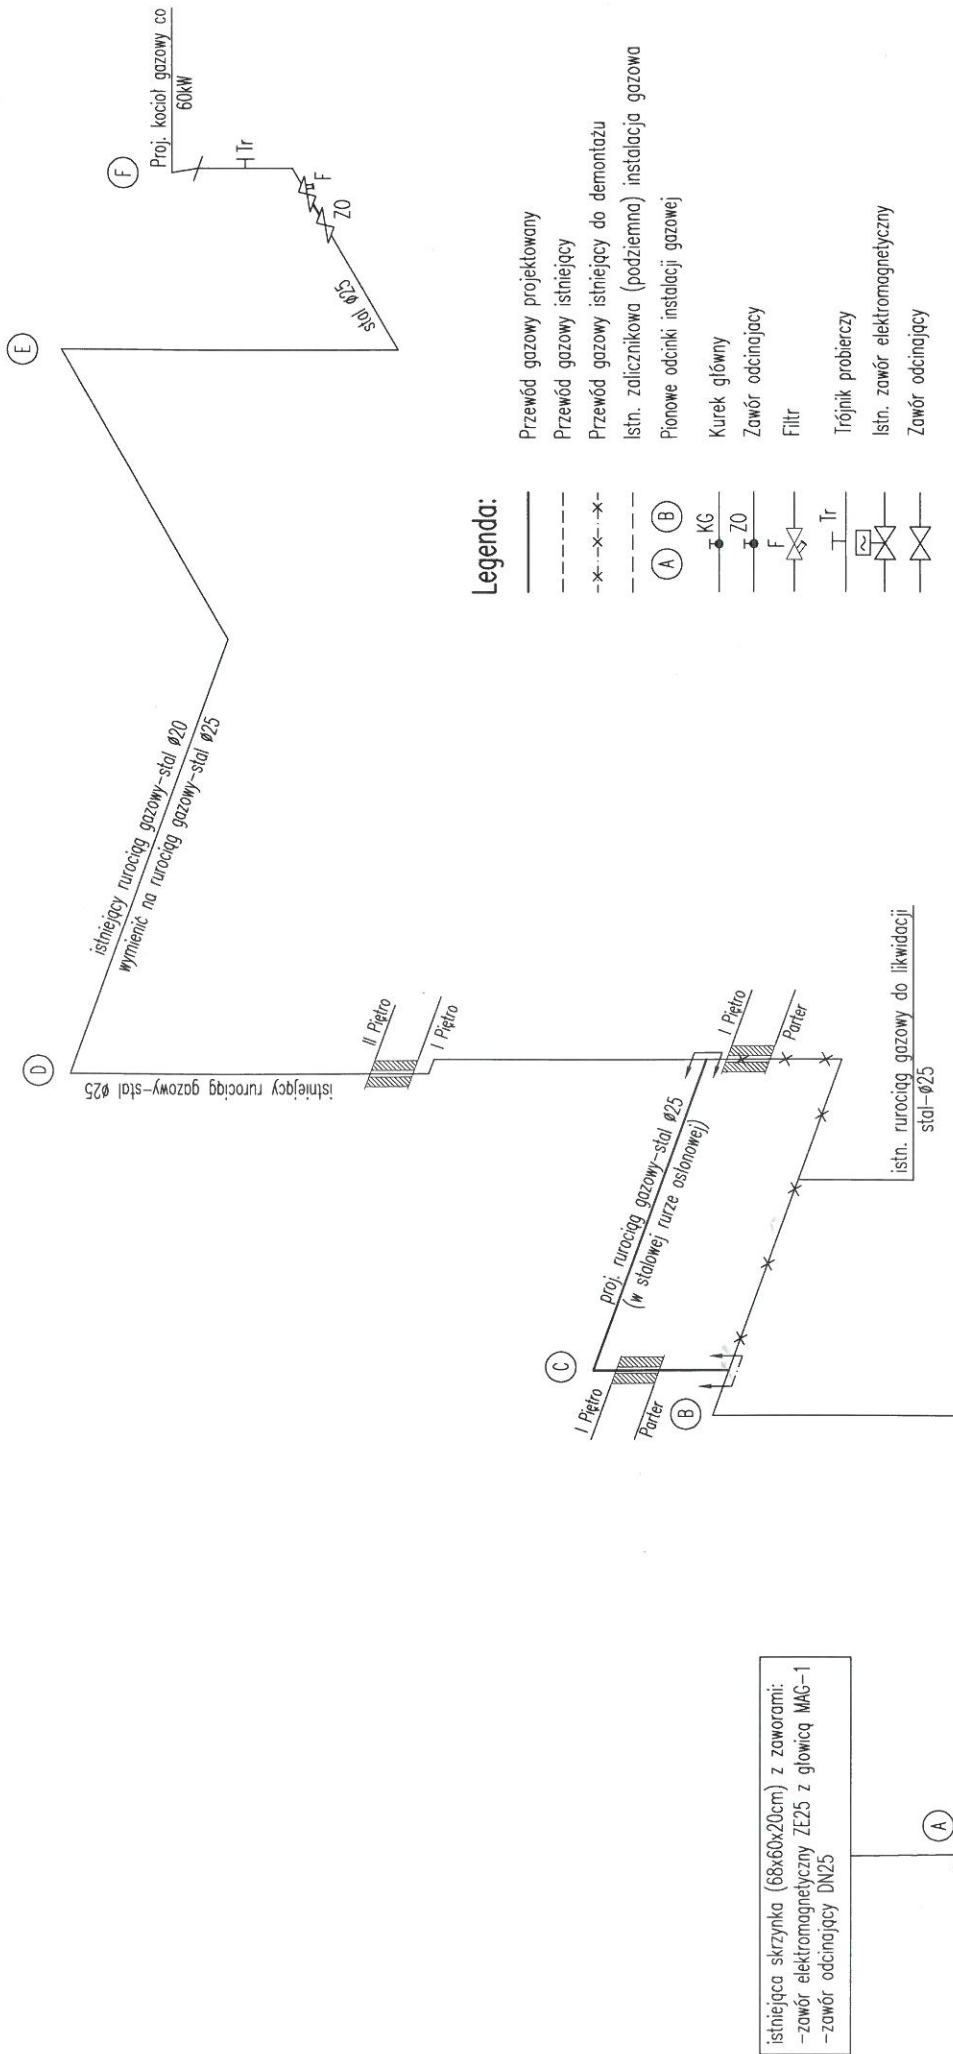 Proj. kocioł gazowy co
60kW
F
Tr
F
ZO
stal ø25
E
istniejący rurociąg gazowy-stal ø20
wymienić na rurociąg gazowy-stal ø25
D
istniejący rurociąg gazowy-stal ø25
II Piętro
I Piętro
I Piętro
Parter
proj. rurociąg gazowy-stal ø25
(w stalowej rurze osłonowej)
C
I Piętro
Parter
B
istn. rurociąg gazowy do likwidacji
stal-ø25
istniejąca skrzynka (68x60x20cm) z zaworami:
-zawór elektromagnetyczny ZE25 z głowicą MAG-1
-zawór odcinający DN25
A
Legenda:
Przewód gazowy projektowany
Przewód gazowy istniejący
Przewód gazowy istniejący do demontażu
Istn. zalicznikowa (podziemna) instalacja gazowa
A B Pionowe odcinki instalacji gazowej
KG Kurek główny
ZO Zawór odcinajacy
F Filtr
Tr Trójnik probierczy
Istn. zawór elektromagnetyczny
Zawór odcinający